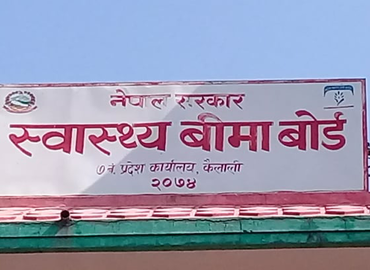 नेपाल सरकार
स्वास्थ्य बीमा बोर्ड
७ नं. प्रदेश कार्यालय, कैलाली
२०७४